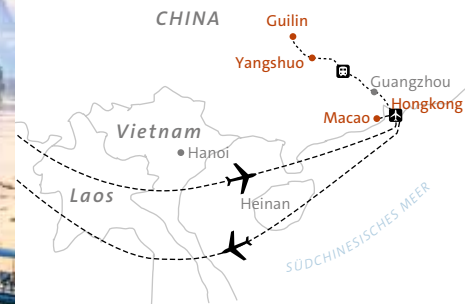 CHINA
Guilin
Yangshuo
Guangzhou
Hongkong
Macao
Vietnam
Hanoi
Laos
Heinan
SÜDCHINESISCHES MEER